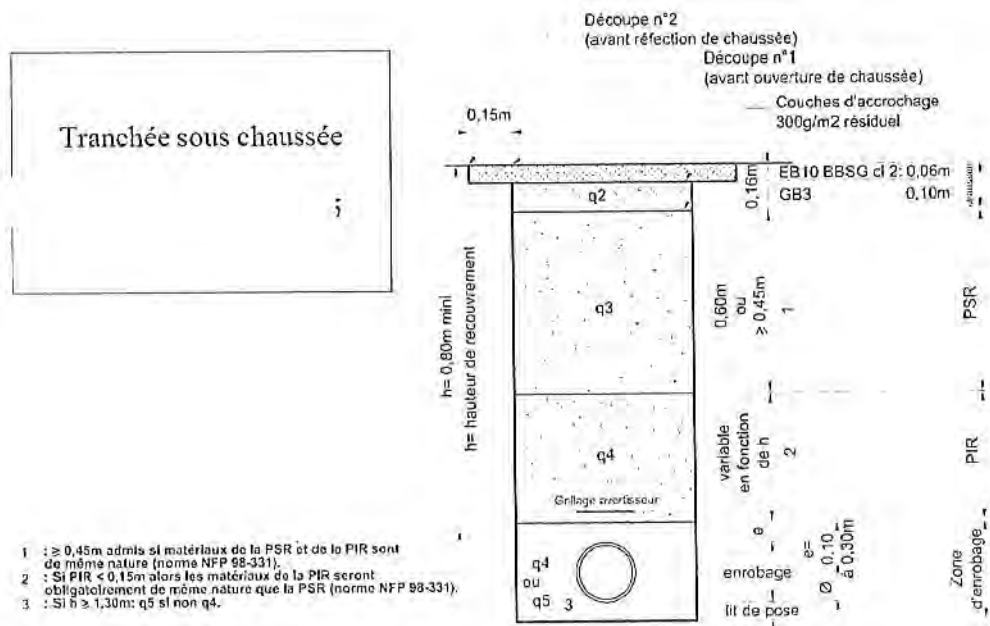 Découpe n°2
(avant réfection de chaussée)
Découpe n°1
(avant ouverture de chaussée)
Couches d'accrochage
300g/m2 résiduel
Tranchée sous chaussée
0,15m
EB10 BBSG cl 2: 0,06m
GB3 0,10m
0,16m
q2
h= 0,80m mini
h= hauteur de recouvrement
q3
0,60m
ou
≥ 0,45m
1
PSR
q4
variable
en fonction
de h
2
PIR
Grillage avertisseur
q4
ou
q5 3
e
enrobage
lit de pose
e=
Ø 0,10
à 0,30m
Zone
d'enrobage
1 : ≥ 0,45m admis si matériaux de la PSR et de la PIR sont
de même nature (norme NFP 98-331).
2 : Si PIR < 0,15m alors les matériaux de la PIR seront
obligatoirement de même nature que la PSR (norme NFP 98-331).
3 : Si h ≥ 1,30m: q5 si non q4.